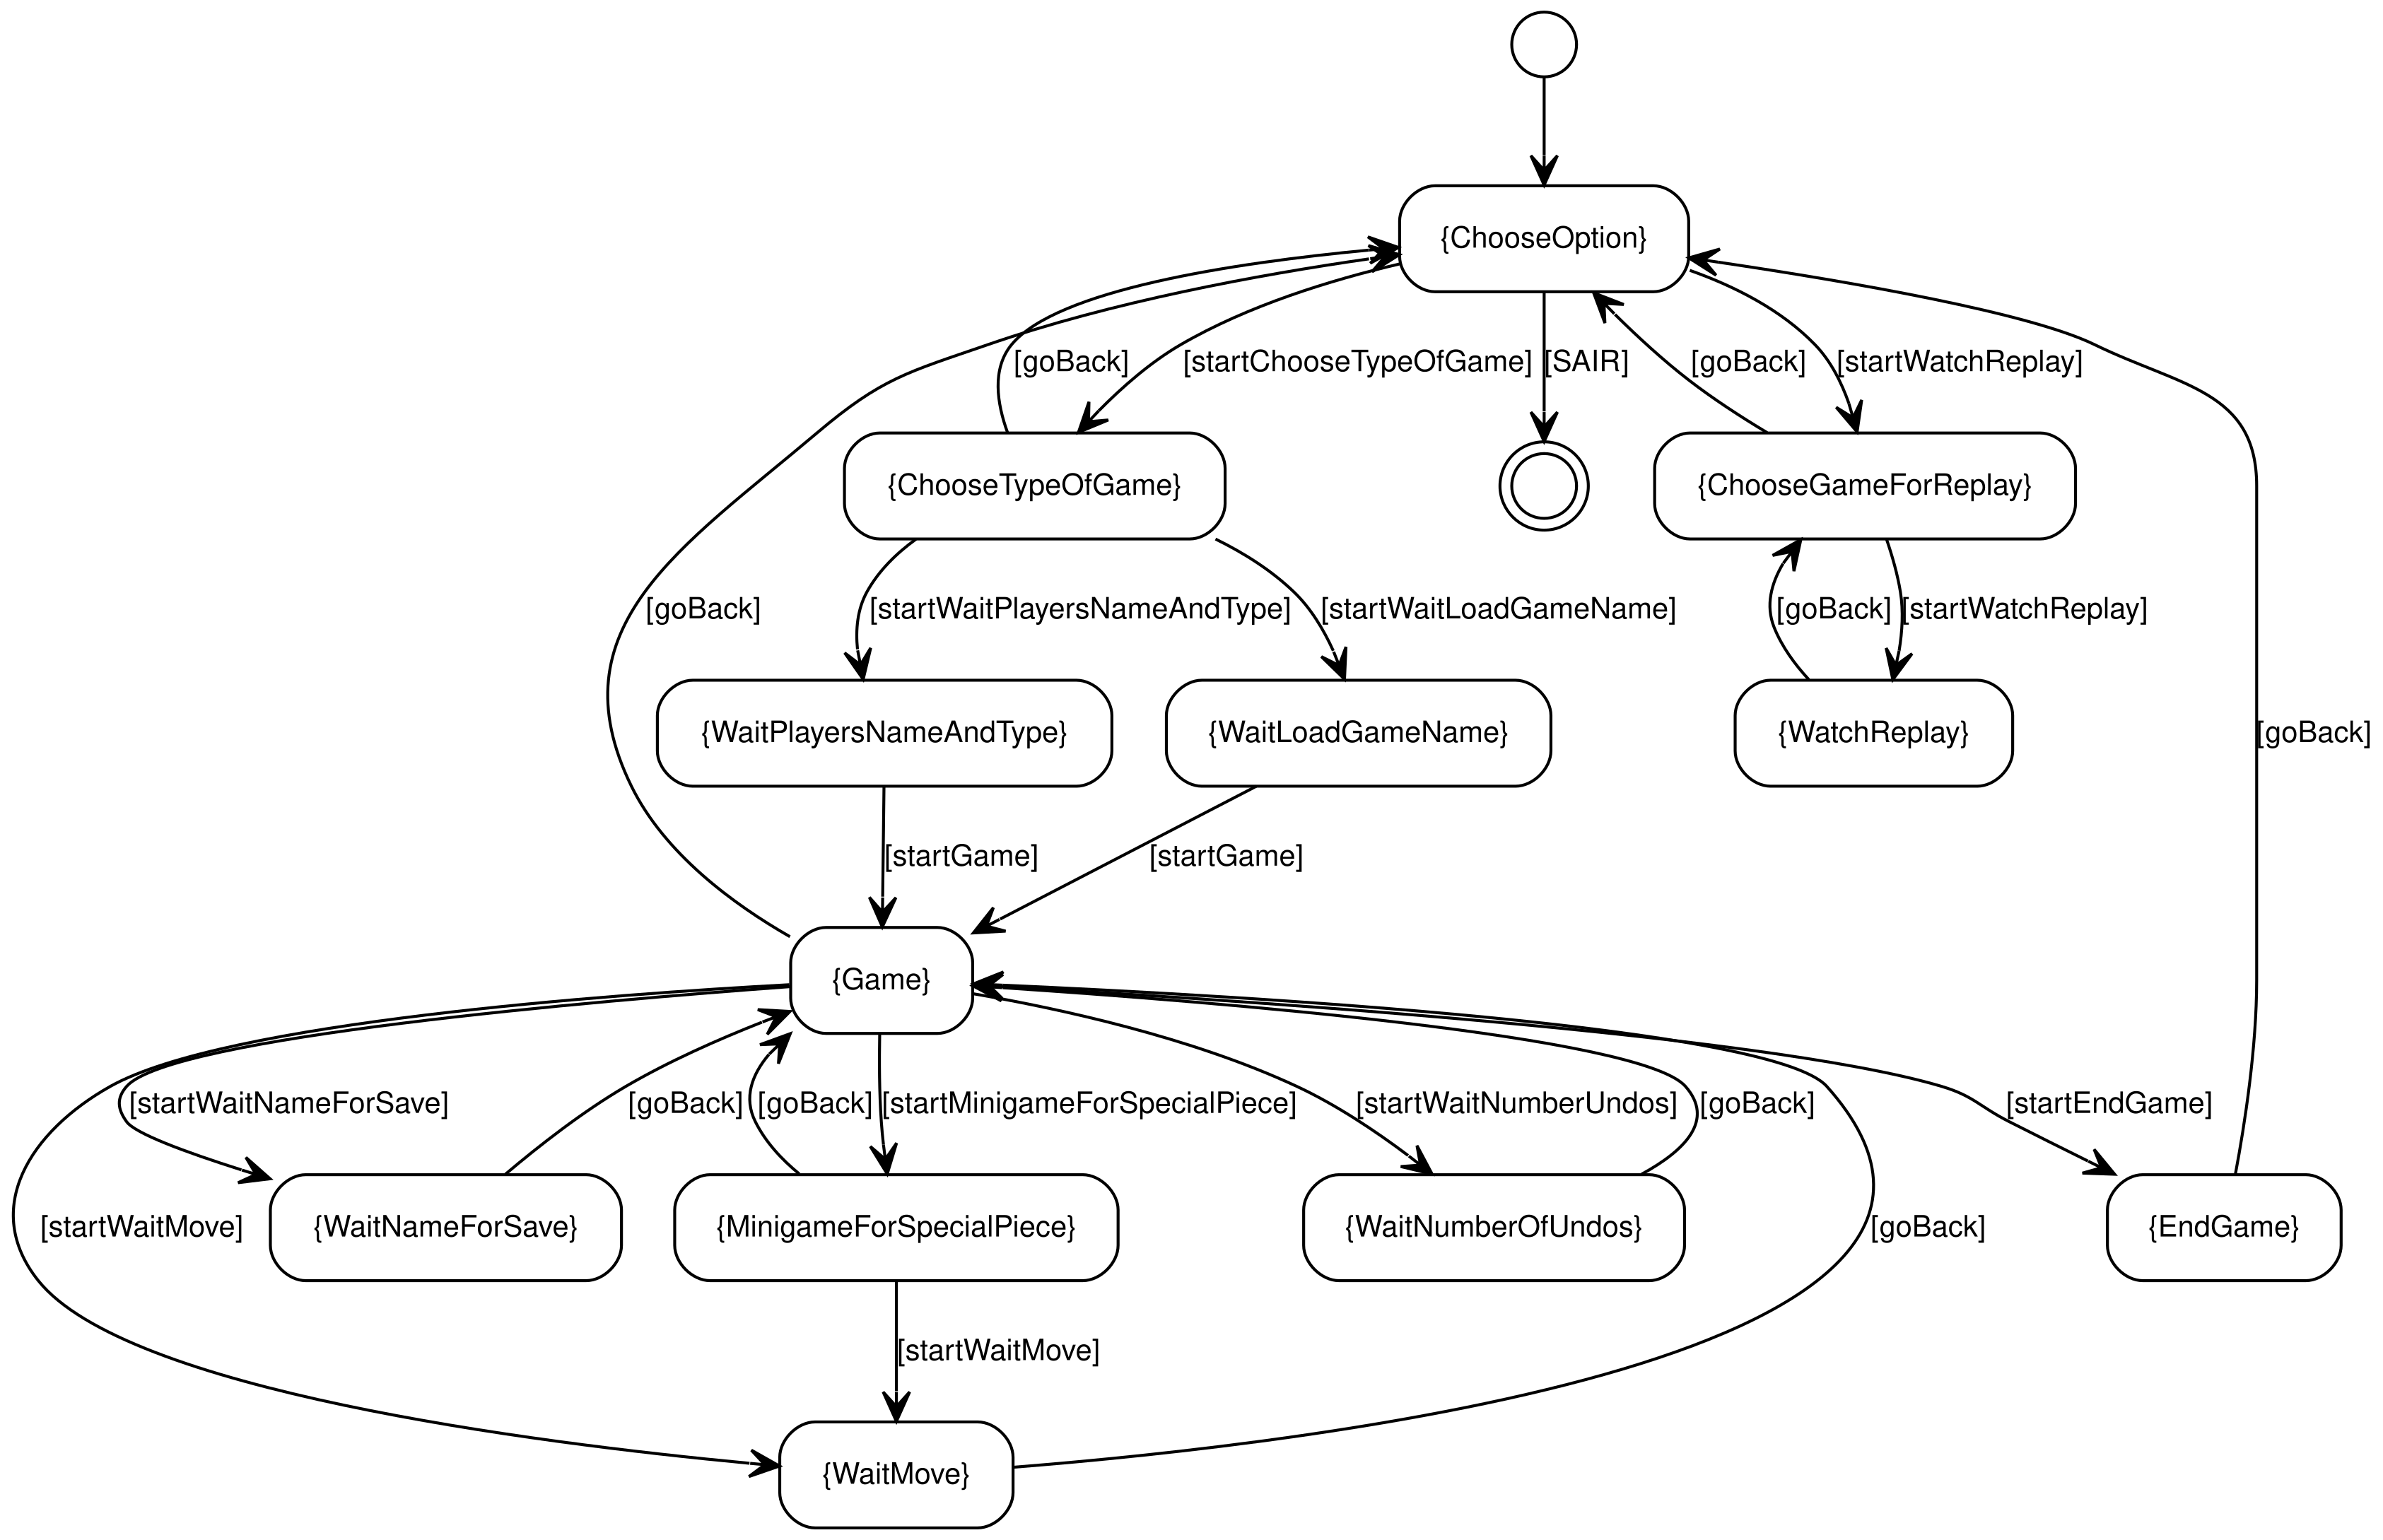 {ChooseOption}
[goBack]
[startChooseTypeOfGame]
[SAIR]
[goBack]
[startWatchReplay]
{ChooseTypeOfGame}
{ChooseGameForReplay}
[goBack]
[startWaitPlayersNameAndType]
[startWaitLoadGameName]
[goBack]
[startWatchReplay]
{WaitPlayersNameAndType}
{WaitLoadGameName}
{WatchReplay}
[goBack]
[startGame]
[startGame]
{Game}
[startWaitNameForSave]
[goBack]
[goBack]
[startMinigameForSpecialPiece]
[startWaitNumberUndos]
[goBack]
[startEndGame]
[startWaitMove]
{WaitNameForSave}
{MinigameForSpecialPiece}
{WaitNumberOfUndos}
[goBack]
{EndGame}
[startWaitMove]
{WaitMove}